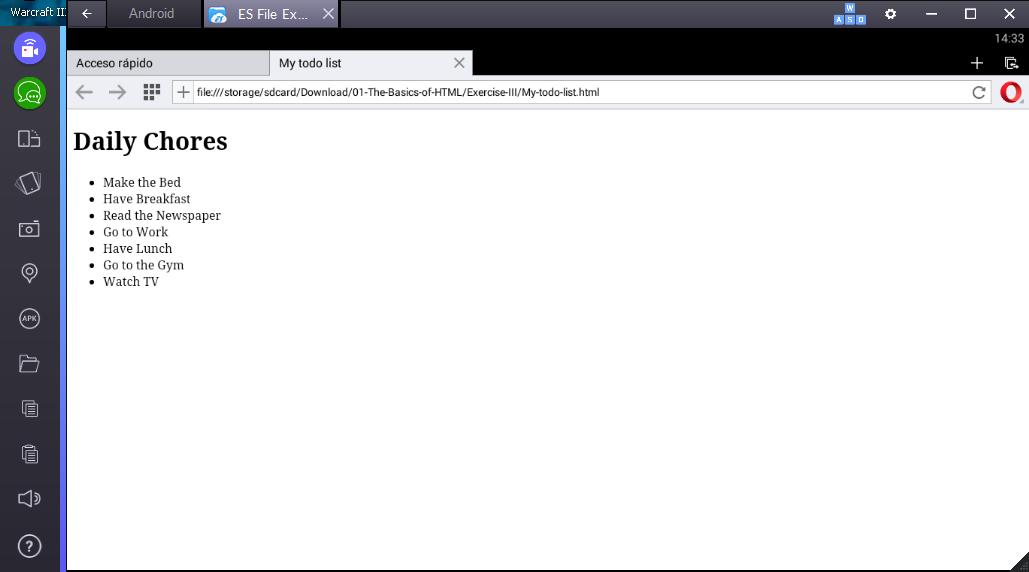 Warcraft II
Android
ES File Ex...
W
A S D
14:33
Acceso rápido
My todo list
file:///storage/sdcard/Download/01-The-Basics-of-HTML/Exercise-III/My-todo-list.html
Daily Chores
Make the Bed
Have Breakfast
Read the Newspaper
Go to Work
Have Lunch
Go to the Gym
Watch TV
APK
?